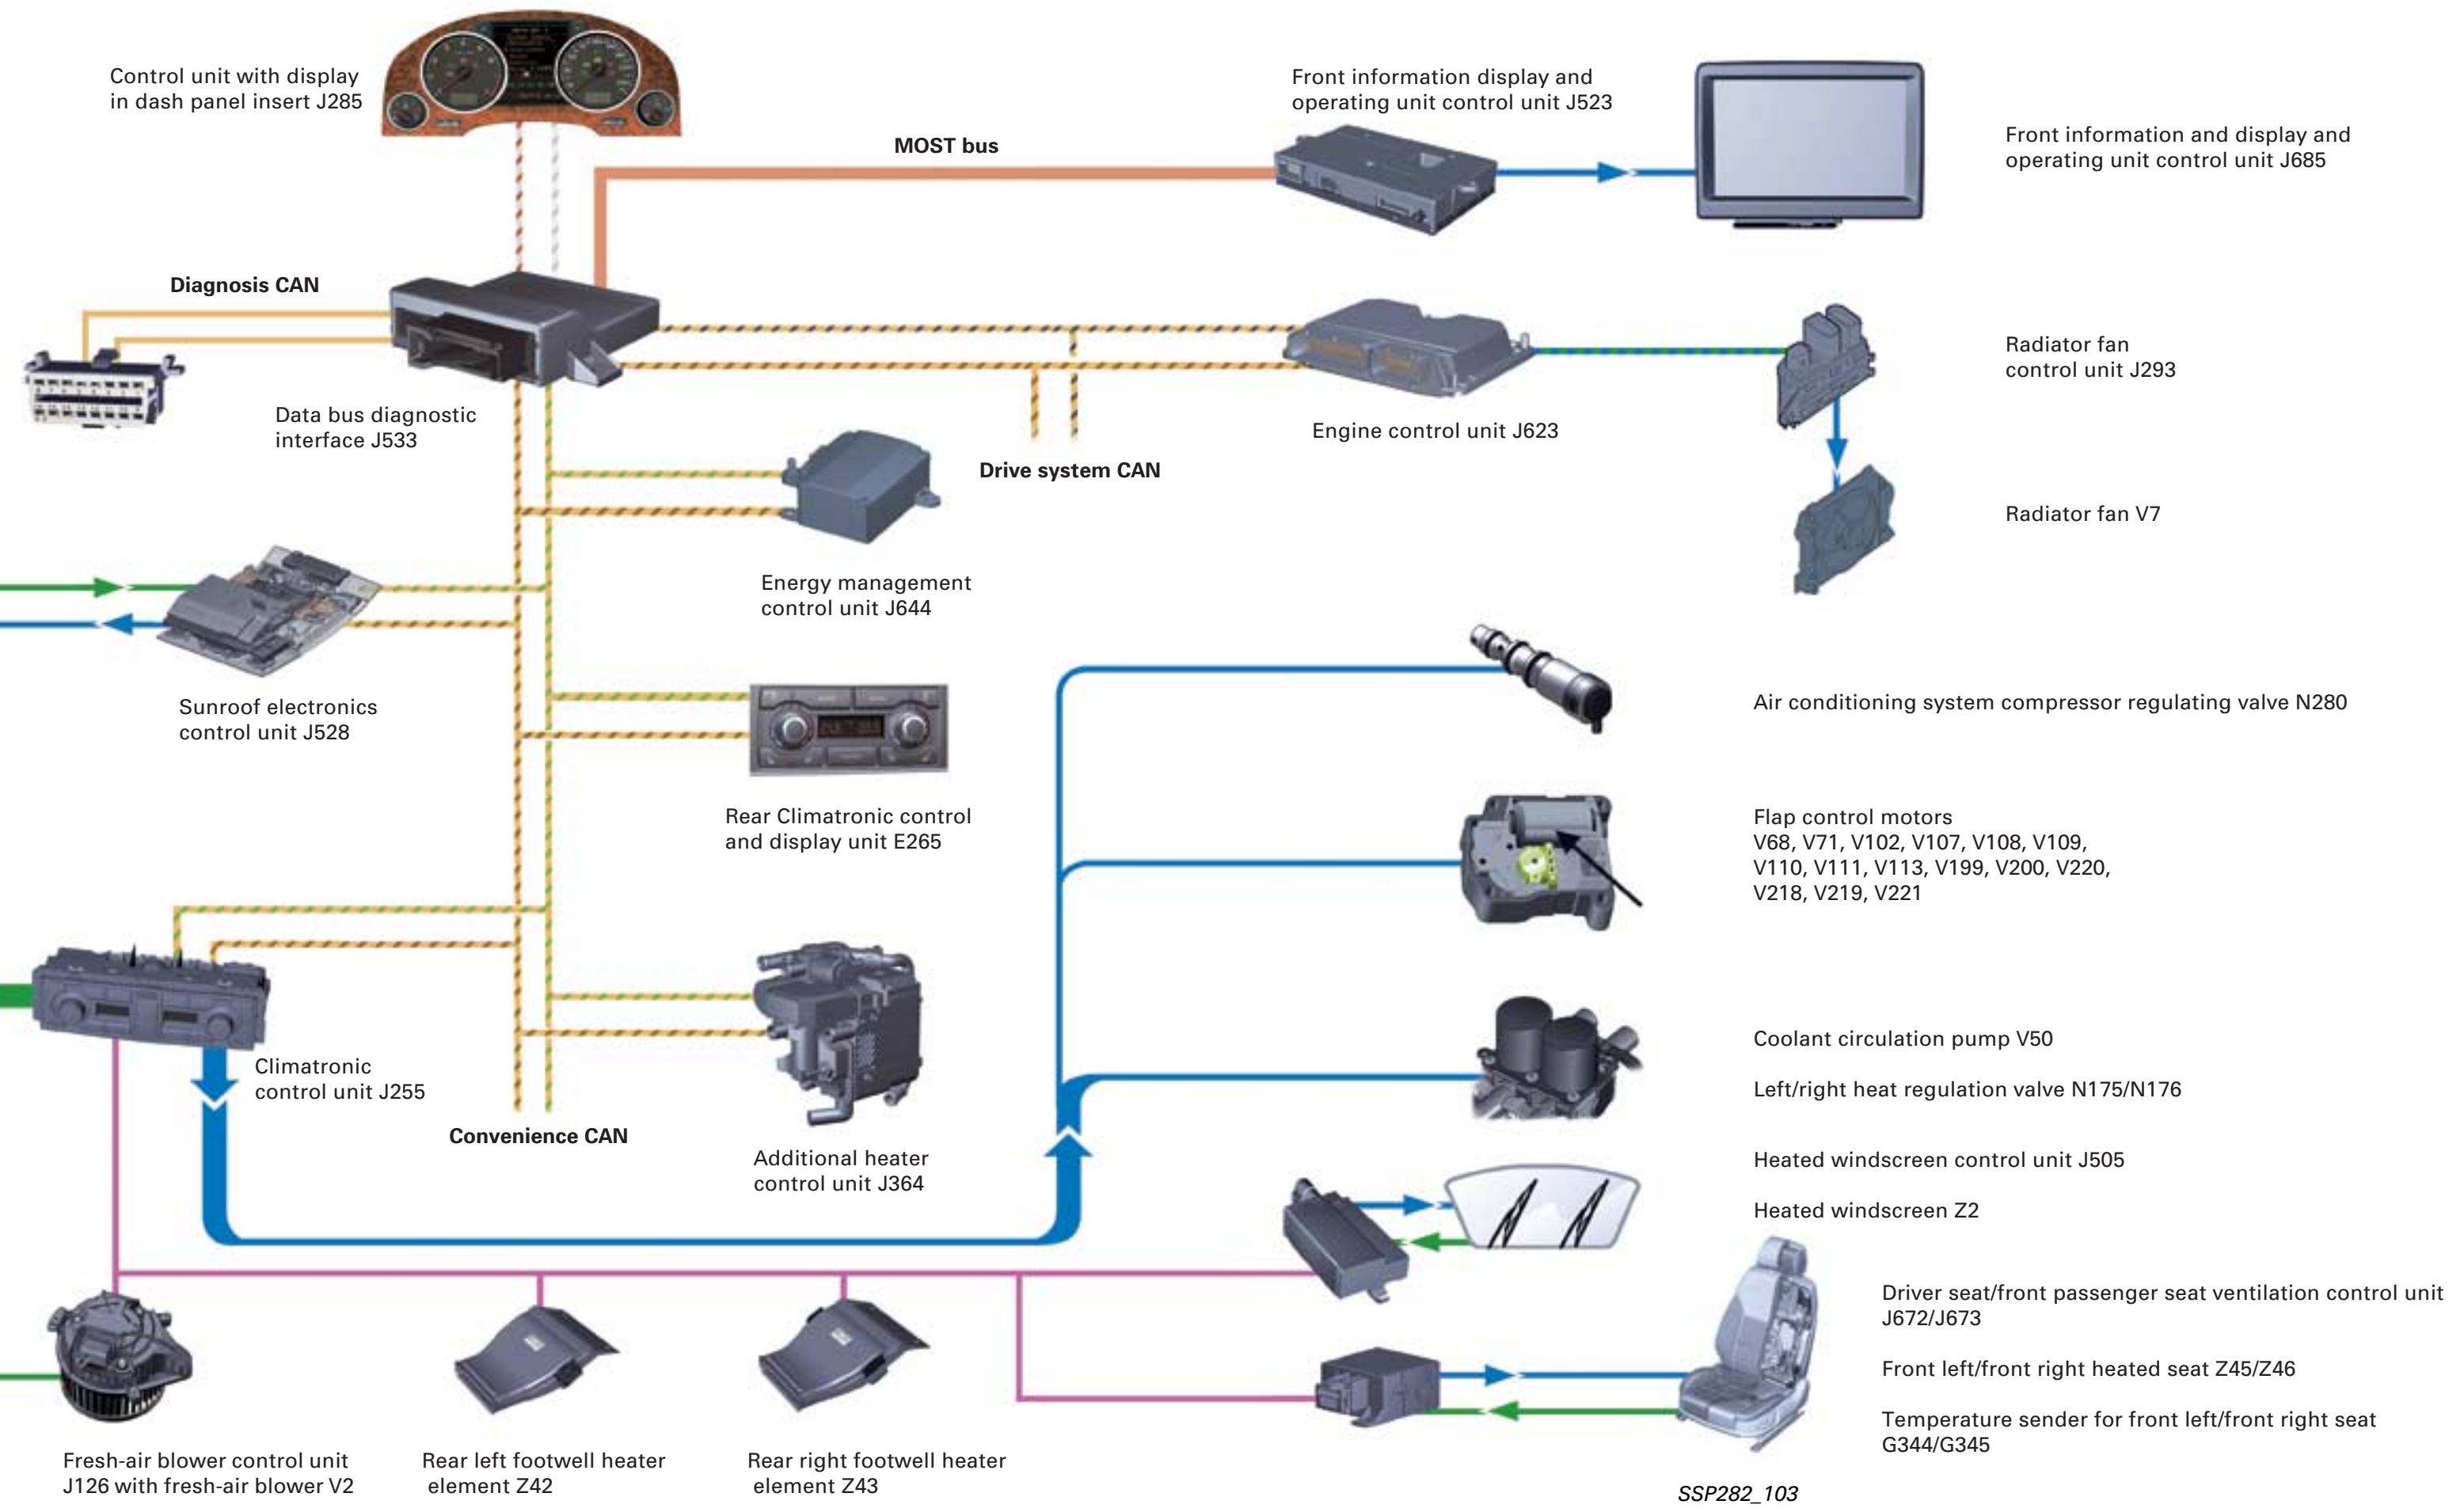 Control unit with display
in dash panel insert J285
Front information display and
operating unit control unit J523
MOST bus
Front information and display and
operating unit control unit J685
Diagnosis CAN
Radiator fan
control unit J293
Data bus diagnostic
interface J533
Engine control unit J623
Drive system CAN
Radiator fan V7
Energy management
control unit J644
Sunroof electronics
control unit J528
Air conditioning system compressor regulating valve N280
Rear Climatronic control
and display unit E265
Flap control motors
V68, V71, V102, V107, V108, V109,
V110, V111, V113, V199, V200, V220,
V218, V219, V221
Climatronic
control unit J255
Coolant circulation pump V50
Left/right heat regulation valve N175/N176
Convenience CAN
Additional heater
control unit J364
Heated windscreen control unit J505
Heated windscreen Z2
Driver seat/front passenger seat ventilation control unit
J672/J673
Front left/front right heated seat Z45/Z46
Temperature sender for front left/front right seat
G344/G345
Fresh-air blower control unit
J126 with fresh-air blower V2
Rear left footwell heater
element Z42
Rear right footwell heater
element Z43
SSP282_103